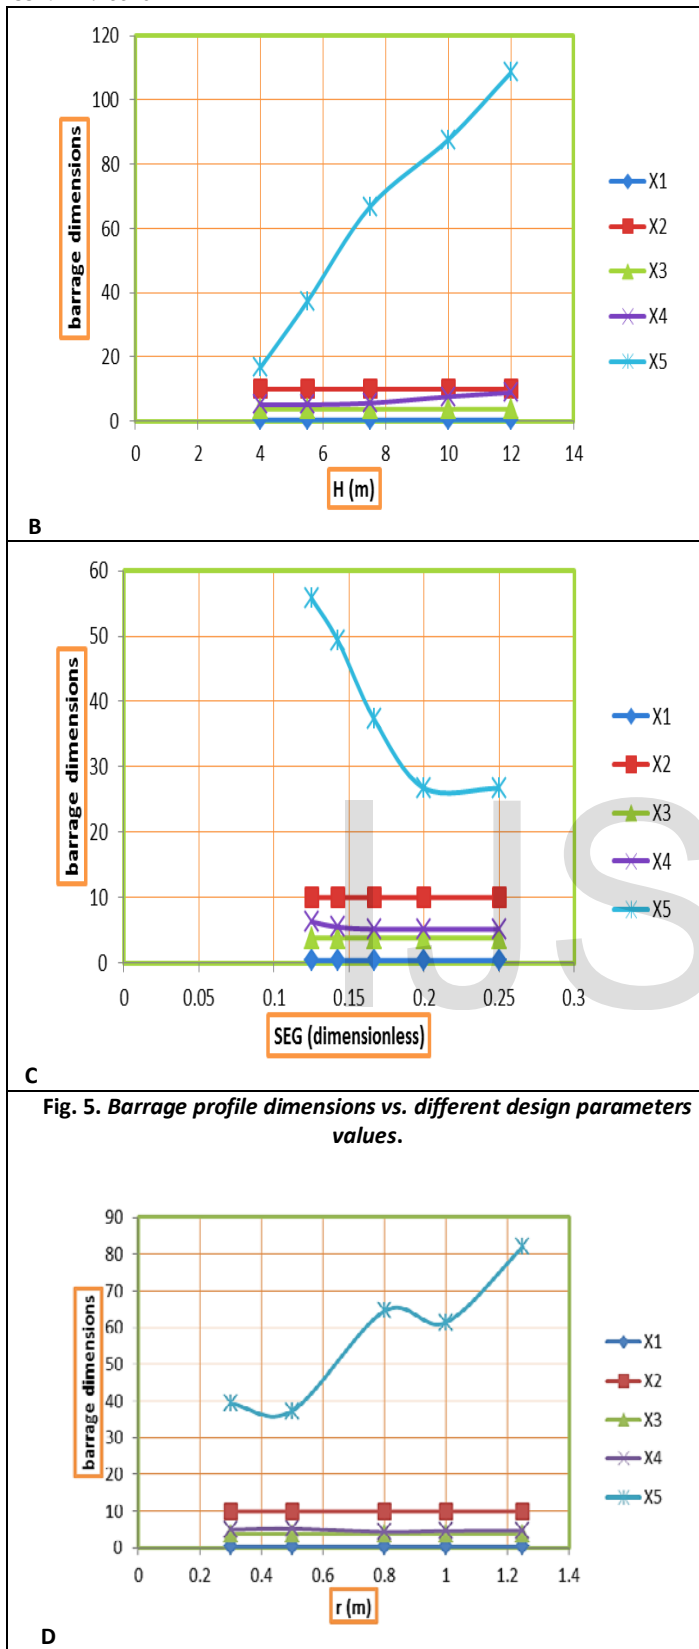 120
100
80
60
40
20
0
barrage dimensions
0 2 4 6 8 10 12 14
H (m)
X1
X2
X3
X4
X5
B
60
50
40
30
20
10
0
barrage dimensions
0 0.05 0.1 0.15 0.2 0.25 0.3
SEG (dimensionless)
X1
X2
X3
X4
X5
IJS
C
Fig. 5. Barrage profile dimensions vs. different design parameters
values.
90
80
70
60
50
40
30
20
10
0
barrage dimensions
0 0.2 0.4 0.6 0.8 1 1.2 1.4
r (m)
X1
X2
X3
X4
X5
D